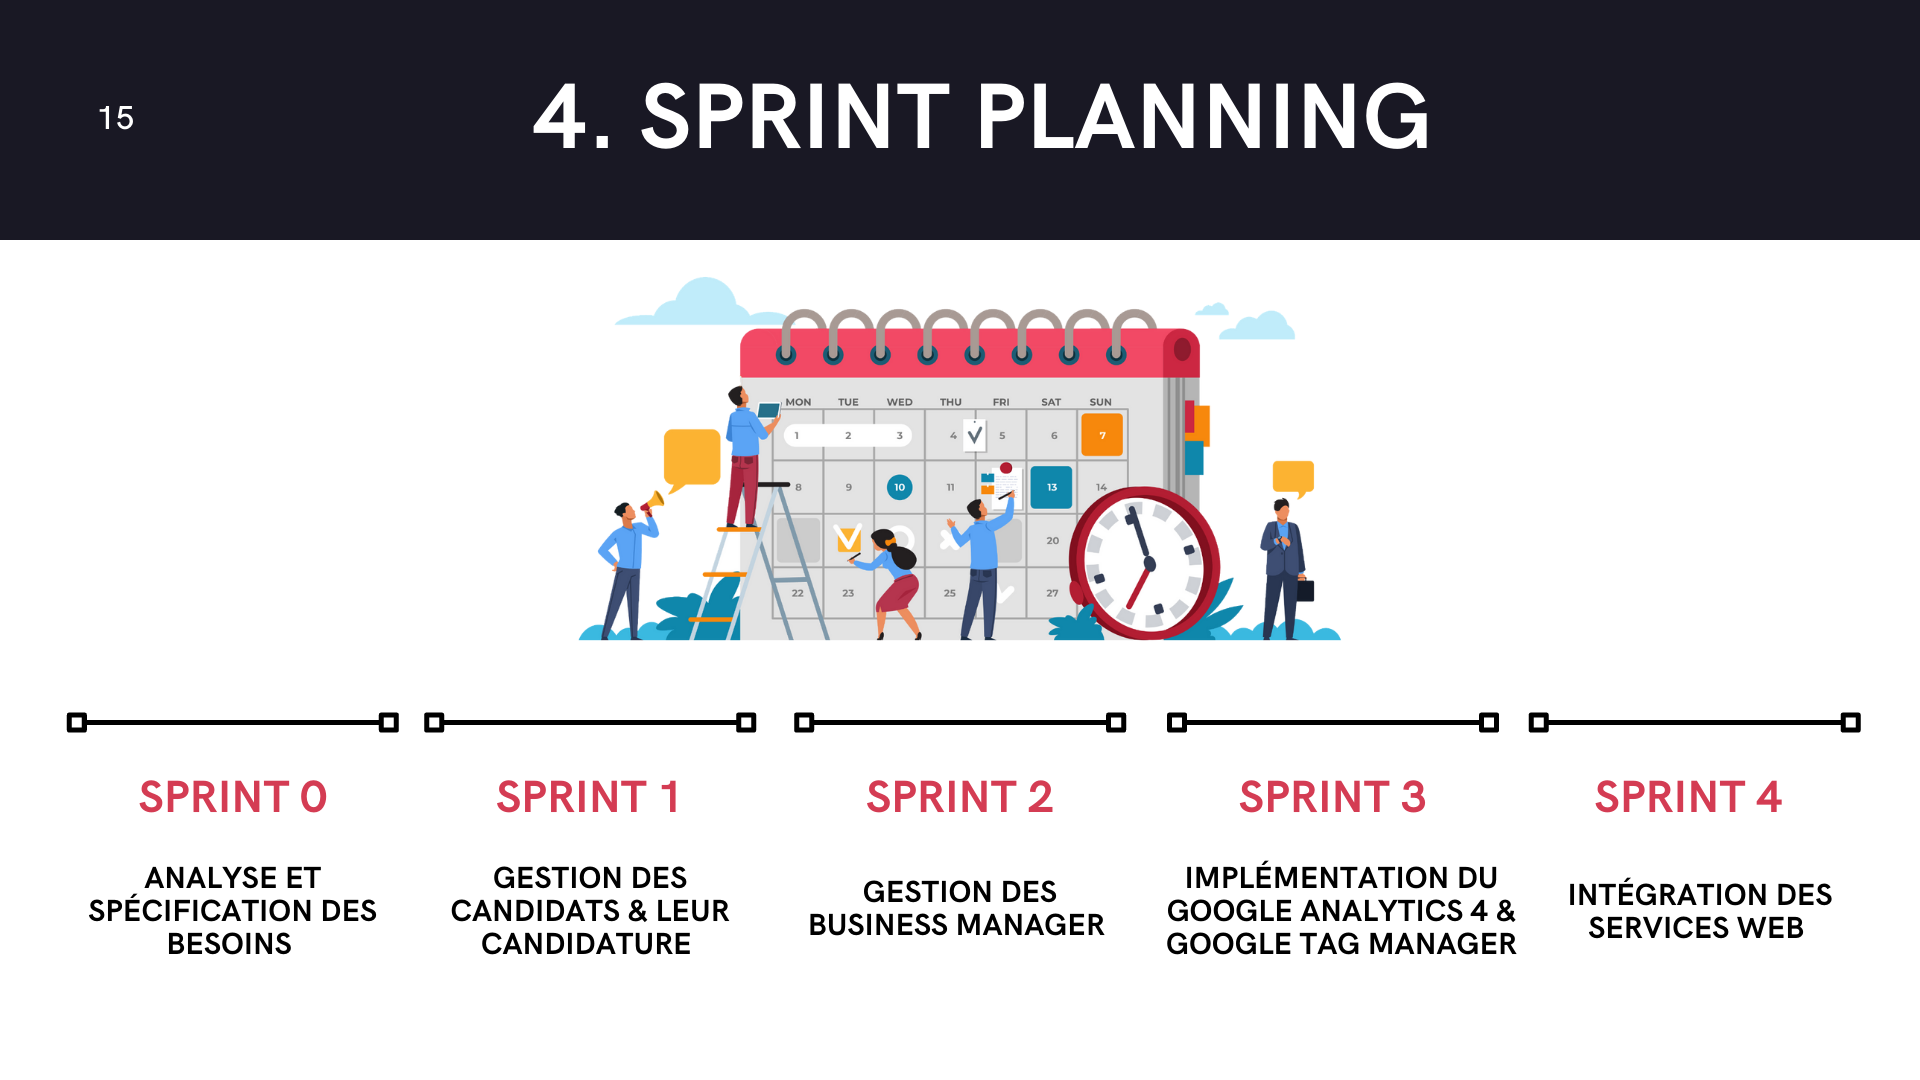 15
4. SPRINT PLANNING
MON TUE WED THU FRI SAT SUN
1 2 3 4 5 6 7
8 9 10 11 13 14
20
22 23 25 27
SPRINT 0
ANALYSE ET
SPÉCIFICATION DES
BESOINS
SPRINT 1
GESTION DES
CANDIDATS & LEUR
CANDIDATURE
SPRINT 2
GESTION DES
BUSINESS MANAGER
SPRINT 3
IMPLÉMENTATION DU
GOOGLE ANALYTICS 4 &
GOOGLE TAG MANAGER
SPRINT 4
INTÉGRATION DES
SERVICES WEB